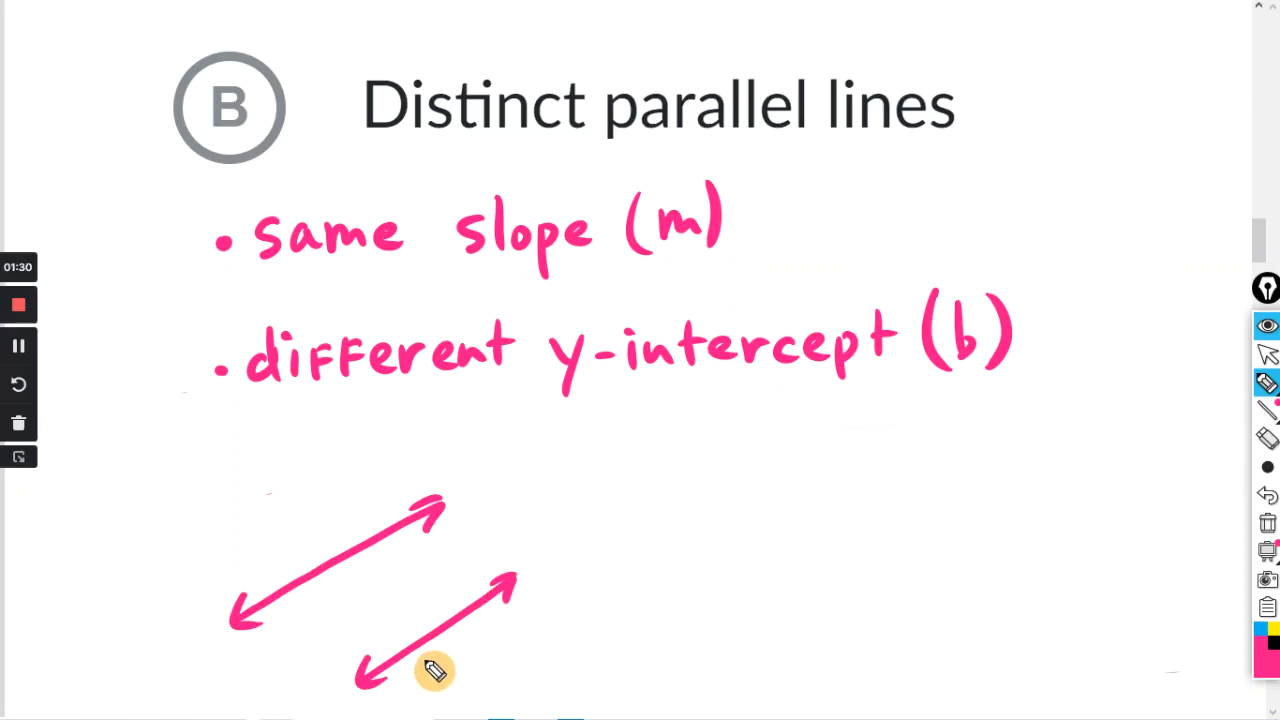 B Distinct parallel lines
• same slope (m)
01:30
• different y-intercept (b)